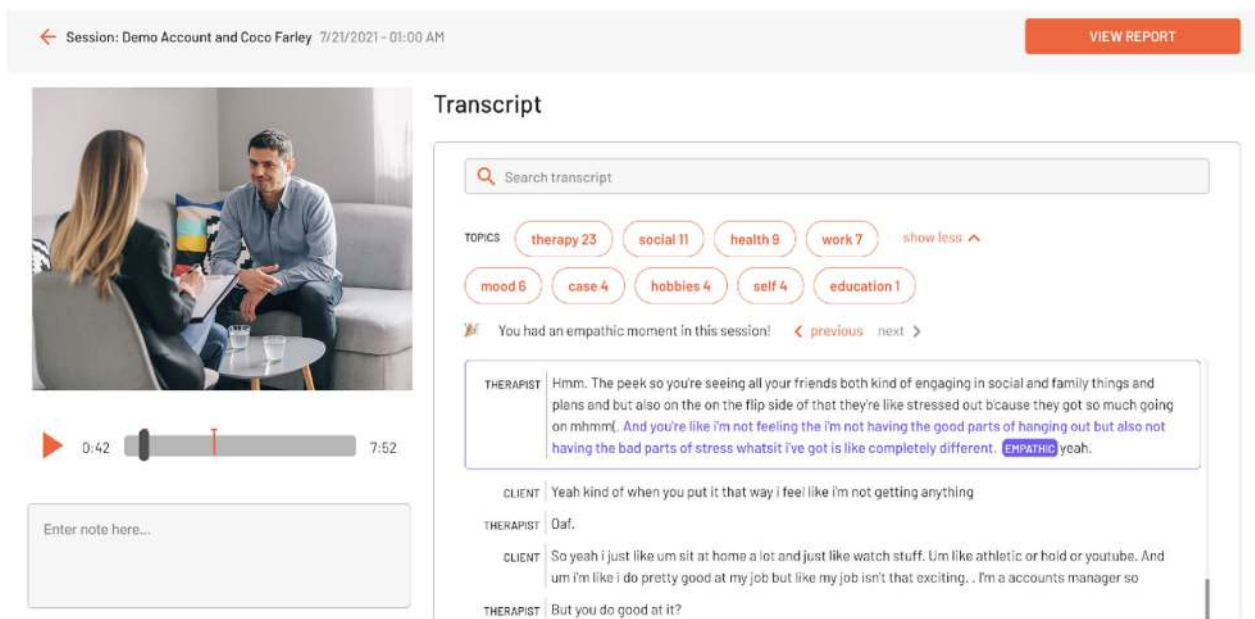 Session: Demo Account and Coco Farley 7/21/2021 - 01:00 AM
VIEW REPORT
Transcript
Search transcript
TOPICS therapy 23 social 11 health 9 work 7 show less
mood 6 case 4 hobbies 4 self 4 education 1
You had an empathic moment in this session! previous next
THERAPIST Hmm. The peek so you're seeing all your friends both kind of engaging in social and family things and
plans and but also on the on the flip side of that they're like stressed out b'cause they got so much going
on mhmm(. And you're like i'm not feeling the i'm not having the good parts of hanging out but also not
having the bad parts of stress whatsit i've got is like completely different. EMPATHIC yeah.
0:42 7:52
CLIENT Yeah kind of when you put it that way i feel like i'm not getting anything
THERAPIST Oaf.
Enter note here...
CLIENT So yeah i just like um sit at home a lot and just like watch stuff. Um like athletic or hold or youtube. And
um i'm like i do pretty good at my job but like my job isn't that exciting. . I'm a accounts manager so
THERAPIST But you do good at it?